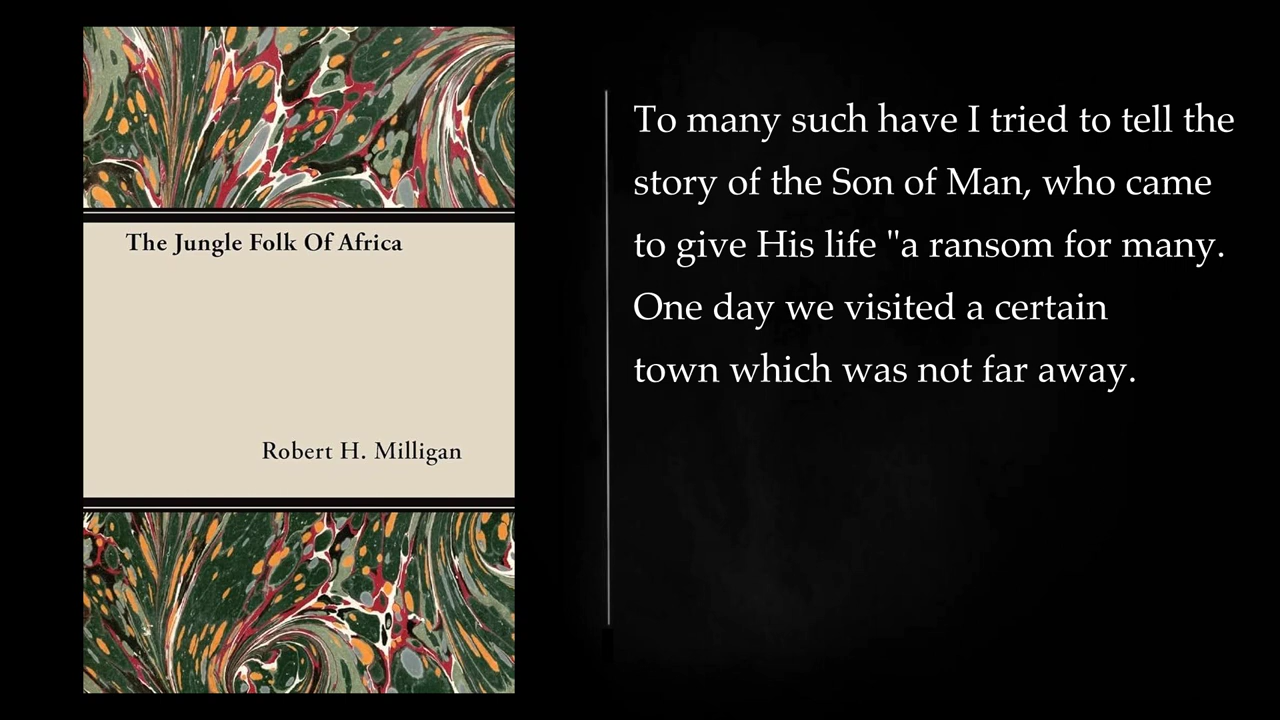 The Jungle Folk Of Africa
Robert H. Milligan
To many such have I tried to tell the
story of the Son of Man, who came
to give His life "a ransom for many.
One day we visited a certain
town which was not far away.